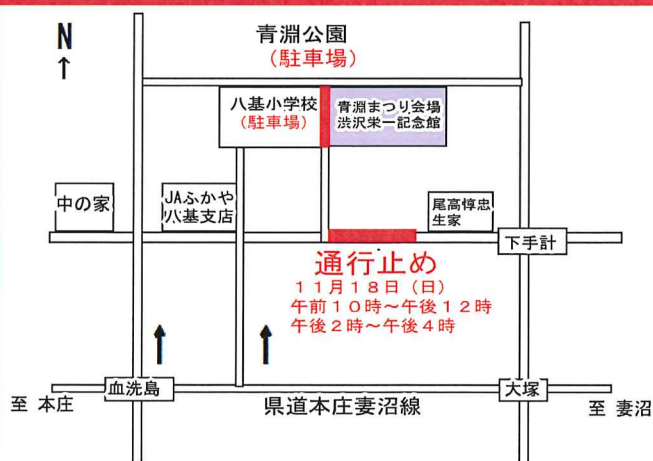 N
↑
青淵公園
(駐車場)
八基小学校
(駐車場)
青淵まつり会場
渋沢栄一記念館
中の家
JAふかや
八基支店
尾高惇忠
生家
下手計
通行止め
11月18日(日)
午前10時~午後12時
午後2時~午後4時
血洗島
大塚
至 本庄
県道本庄妻沼線
至 妻沼